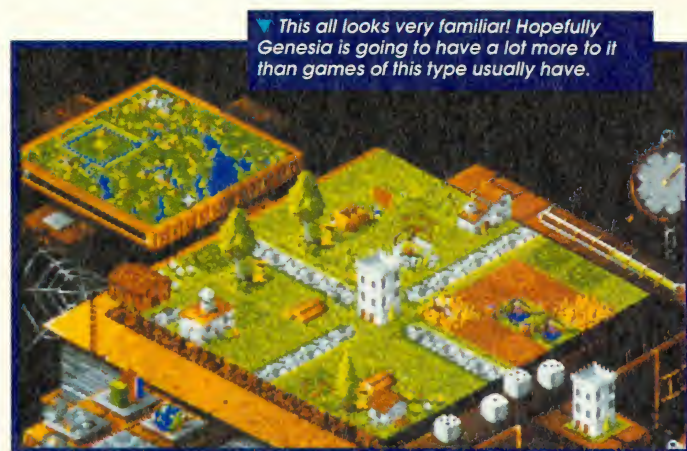 This all looks very familiar! Hopefully
Genesia is going to have a lot more to it
than games of this type usually have.